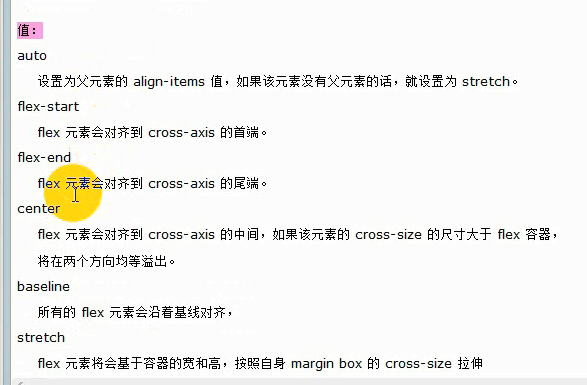 值：
auto
设置为父元素的 align-items 值，如果该元素没有父元素的话，就设置为 stretch。
flex-start
flex 元素会对齐到 cross-axis 的首端。
flex-end
flex 元素会对齐到 cross-axis 的尾端。
center
flex 元素会对齐到 cross-axis 的中间，如果该元素的 cross-size 的尺寸大于 flex 容器，
将在两个方向均等溢出。
baseline
所有的 flex 元素会沿着基线对齐，
stretch
flex 元素将会基于容器的宽和高，按照自身 margin box 的 cross-size 拉伸